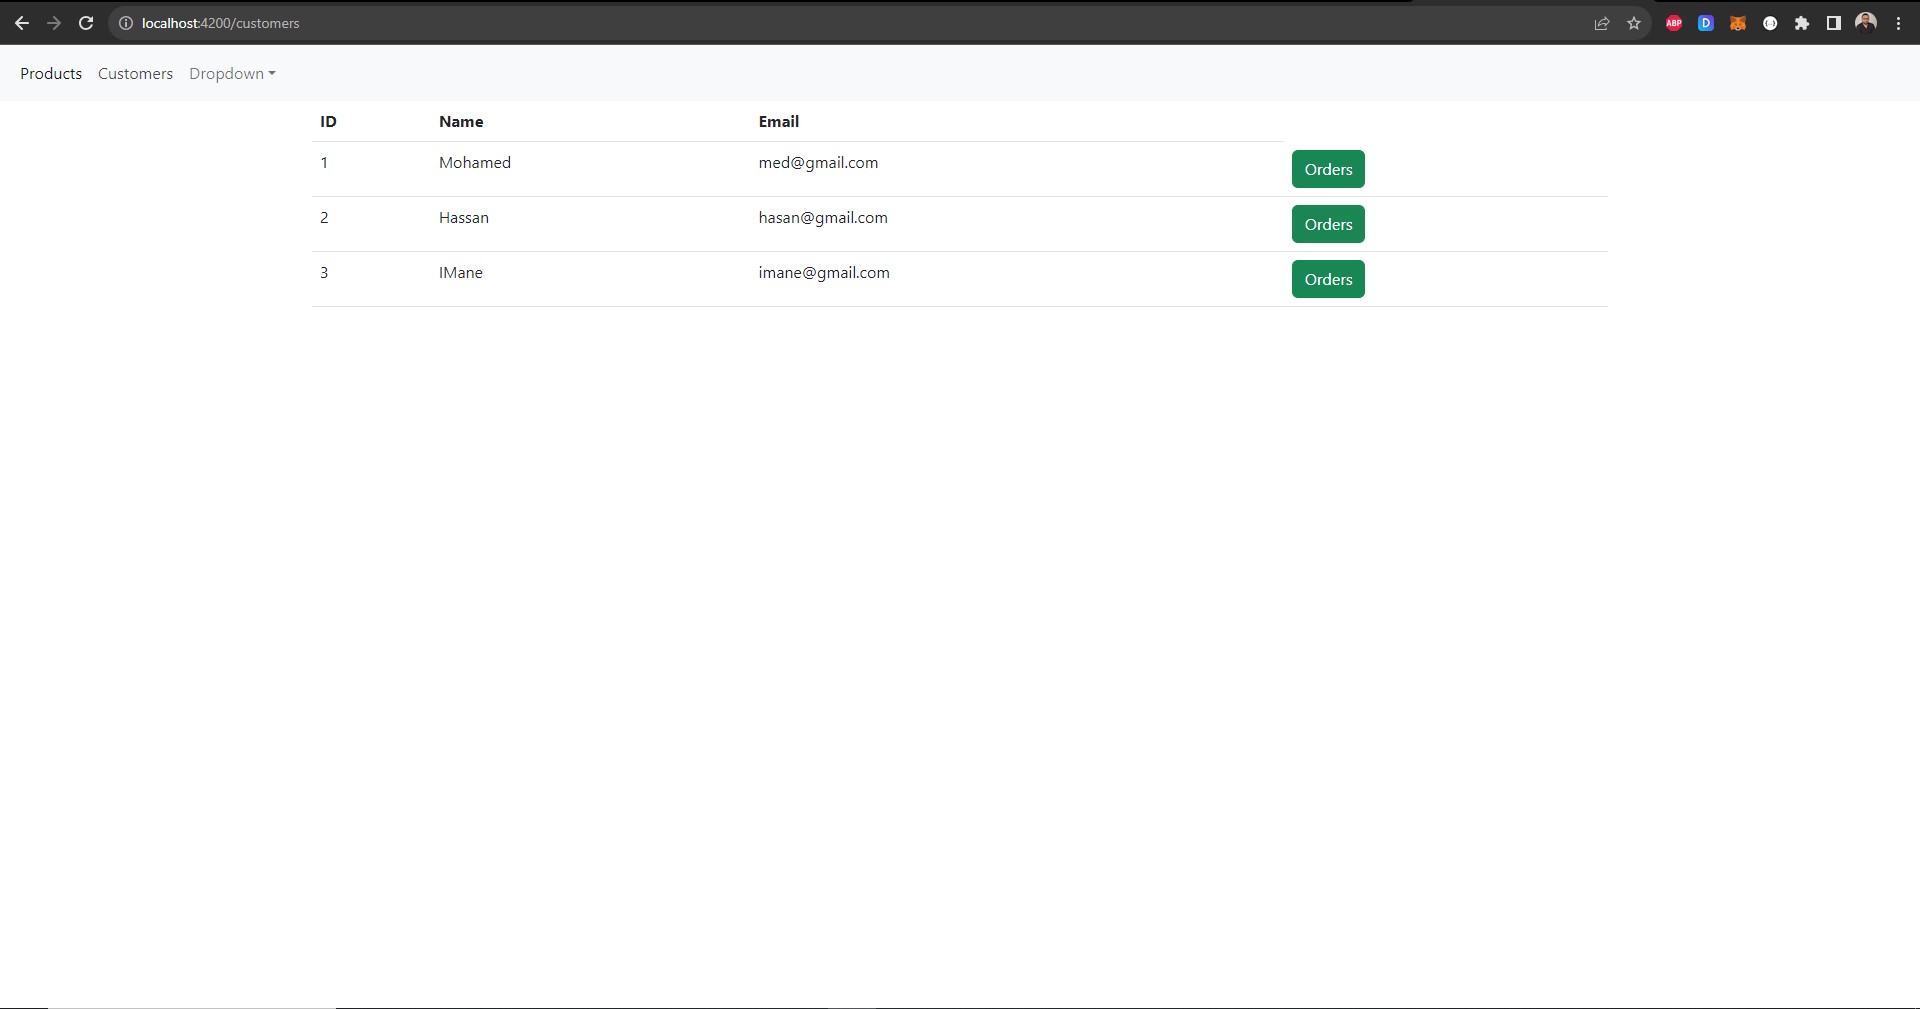 localhost:4200/customers
ABP
D
Products Customers Dropdown
ID Name Email
1 Mohamed med@gmail.com Orders
2 Hassan hasan@gmail.com Orders
3 IMane imane@gmail.com Orders